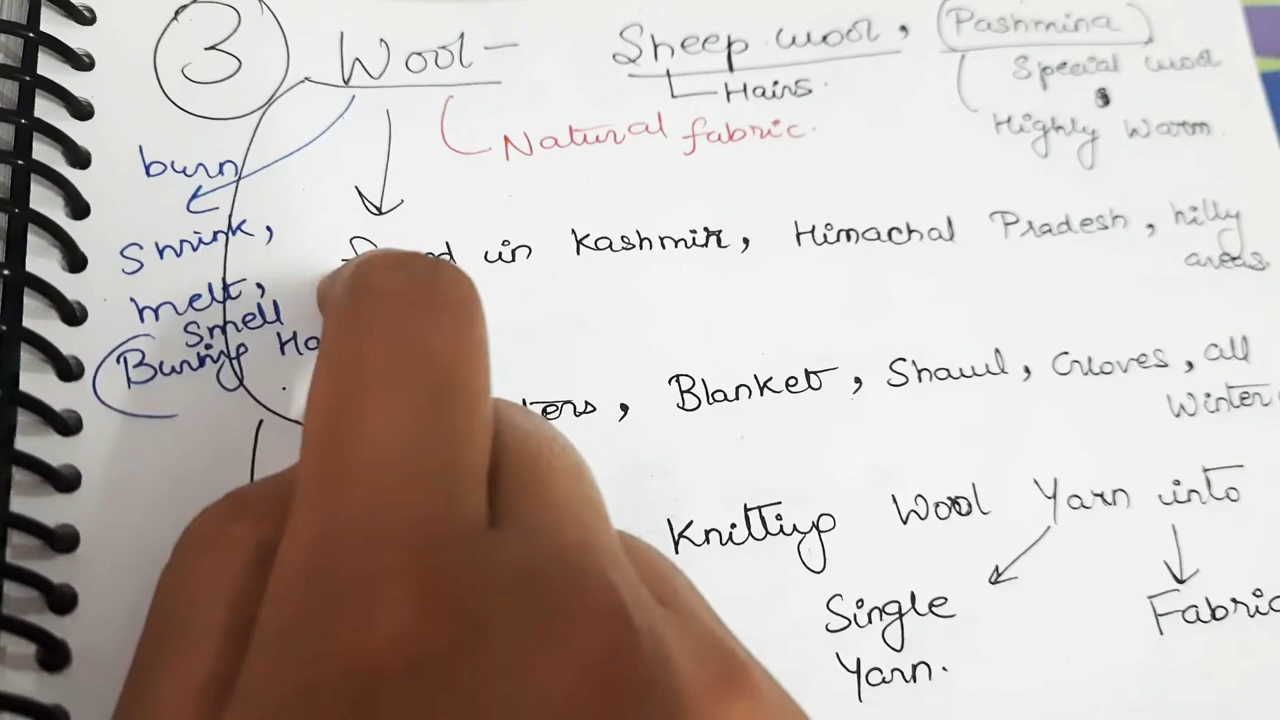 3 Wool - Sheep wool, Pashmina
Hairs.
Special wool
Highly Warm.
Natural fabric.
burn
Shrink,
melt,
Smell
Burning
in Kashmir, Himachal Pradesh, hilly
areas
Blanket, Shawl, Gloves, all
Winter
Knitting Wool Yarn into
Single
Yarn.
Fabric